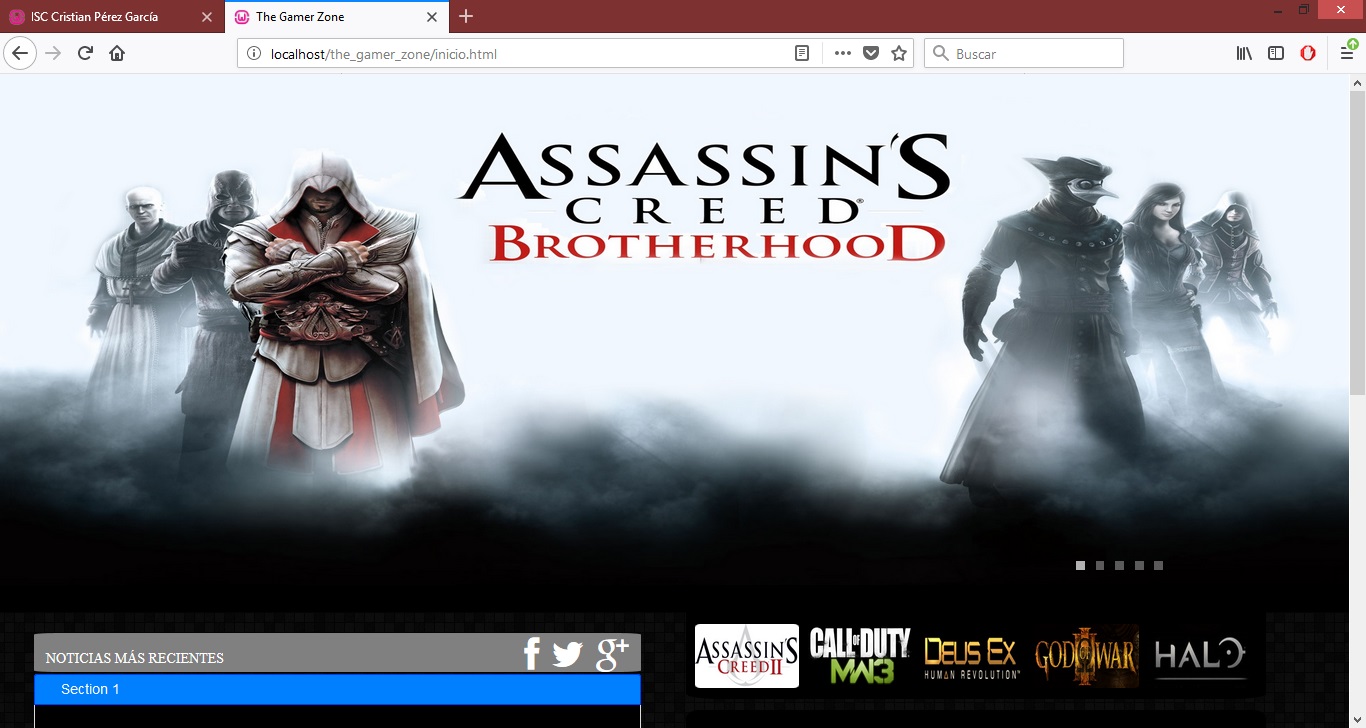 ISC Cristian Pérez García
The Gamer Zone
localhost/the_gamer_zone/inicio.html
Buscar
ASSASSIN'S
CREED®
BROTHERHOOD
NOTICIAS MÁS RECIENTES
g+
Section 1
ASSASSIN'S
CREED II
CALL OF DUTY
MW3
DEUS EX
HUMAN REVOLUTION
GOD OF WAR
III
HALO